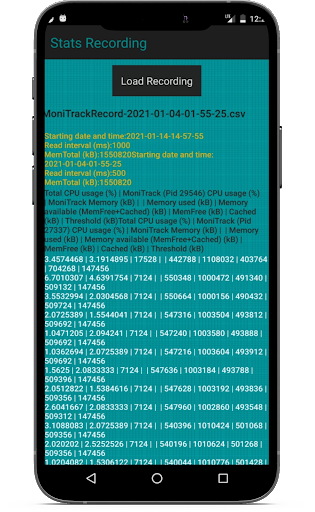 12:
Stats Recording
Load Recording
MoniTrackRecord-2021-01-04-01-55-25.csv
Starting date and time:2021-01-14-14-57-55
Read interval (ms):1000
MemTotal (kB):1550820Starting date and time:
2021-01-04-01-55-25
Read interval (ms):500
MemTotal (kB):1550820
Total CPU usage (%) | MoniTrack (Pid 29546) CPU usage (%)
| MoniTrack Memory (kB) | | Memory used (kB) | Memory
available (MemFree+Cached) (kB) | MemFree (kB) | Cached
(kB) | Threshold (kB)Total CPU usage (%) | MoniTrack (Pid
27337) CPU usage (%) | MoniTrack Memory (kB) | | Memory
used (kB) | Memory available (MemFree+Cached) (kB) |
MemFree (kB) | Cached (kB) | Threshold (kB)
3.4574468 | 3.1914895 | 17528 | | 442788 | 1108032 | 403764
| 704268 | 147456
6.7010307 | 4.6391754 | 7124 | | 550348 | 1000472 | 491340 |
509132 | 147456
3.5532994 | 2.0304568 | 7124 | | 550664 | 1000156 | 490432 |
509724 | 147456
2.0725389 | 1.5544041 | 7124 | | 547216 | 1003504 | 493812 |
509692 | 147456
1.0471205 | 2.094241 | 7124 | | 547240 | 1003580 | 493888 |
509692 | 147456
1.0362694 | 2.0725389 | 7124 | | 547216 | 1003604 | 493912 |
509692 | 147456
1.5625 | 2.0833333 | 7124 | | 547636 | 1003184 | 493788 |
509396 | 147456
2.0512822 | 1.5384616 | 7124 | | 547628 | 1003192 | 493836 |
509356 | 147456
2.6041667 | 2.0833333 | 7124 | | 547960 | 1002860 | 493548 |
509312 | 147456
3.1088083 | 2.0725389 | 7124 | | 540396 | 1010424 | 501068 |
509356 | 147456
2.020202 | 2.5252526 | 7124 | | 540196 | 1010624 | 501268 |
509356 | 147456
1.0204082 | 1.5306122 | 7124 | | 540044 | 1010776 | 501428